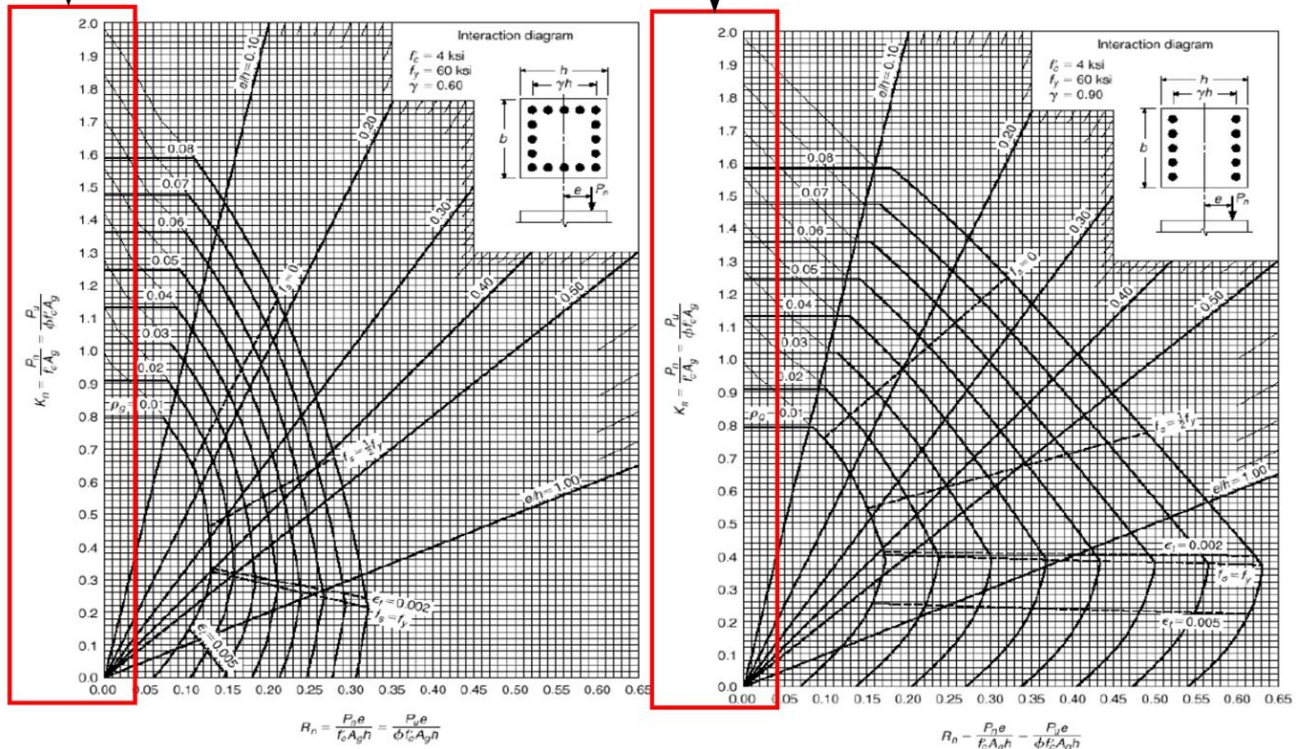 Interaction diagram
f'c = 4 ksi
fy = 60 ksi
γ = 0.60
h
γh
b
e
Pn
2.0
1.9
1.8
1.7
1.6
1.5
1.4
1.3
1.2
1.1
1.0
0.9
0.8
0.7
0.6
0.5
0.4
0.3
0.2
0.1
0.0
Kn = Pn / f'c Ag = Pu / ϕf'c Ag
e/h = 0.10
0.20
0.30
0.40
0.50
e/h = 1.00
0.08
0.07
0.06
0.05
0.04
0.03
0.02
ρg = 0.01
fs = 0
fs = ½fy
εt = 0.002
fs = fy
εt = 0.005
0.00 0.05 0.10 0.15 0.20 0.25 0.30 0.35 0.40 0.45 0.50 0.55 0.60 0.65
Rn = Pn e / f'c Ag h = Pu e / ϕf'c Ag h
Interaction diagram
f'c = 4 ksi
fy = 60 ksi
γ = 0.90
h
γh
b
e
Pn
2.0
1.9
1.8
1.7
1.6
1.5
1.4
1.3
1.2
1.1
1.0
0.9
0.8
0.7
0.6
0.5
0.4
0.3
0.2
0.1
0.0
Kn = Pn / f'c Ag = Pu / ϕf'c Ag
e/h = 0.10
0.20
0.30
0.40
0.50
e/h = 1.00
0.08
0.07
0.06
0.05
0.04
0.03
0.02
ρg = 0.01
fs = 0
fs = ½fy
εt = 0.002
fs = fy
εt = 0.005
0.00 0.05 0.10 0.15 0.20 0.25 0.30 0.35 0.40 0.45 0.50 0.55 0.60 0.65
Rn = Pn e / f'c Ag h = Pu e / ϕf'c Ag h